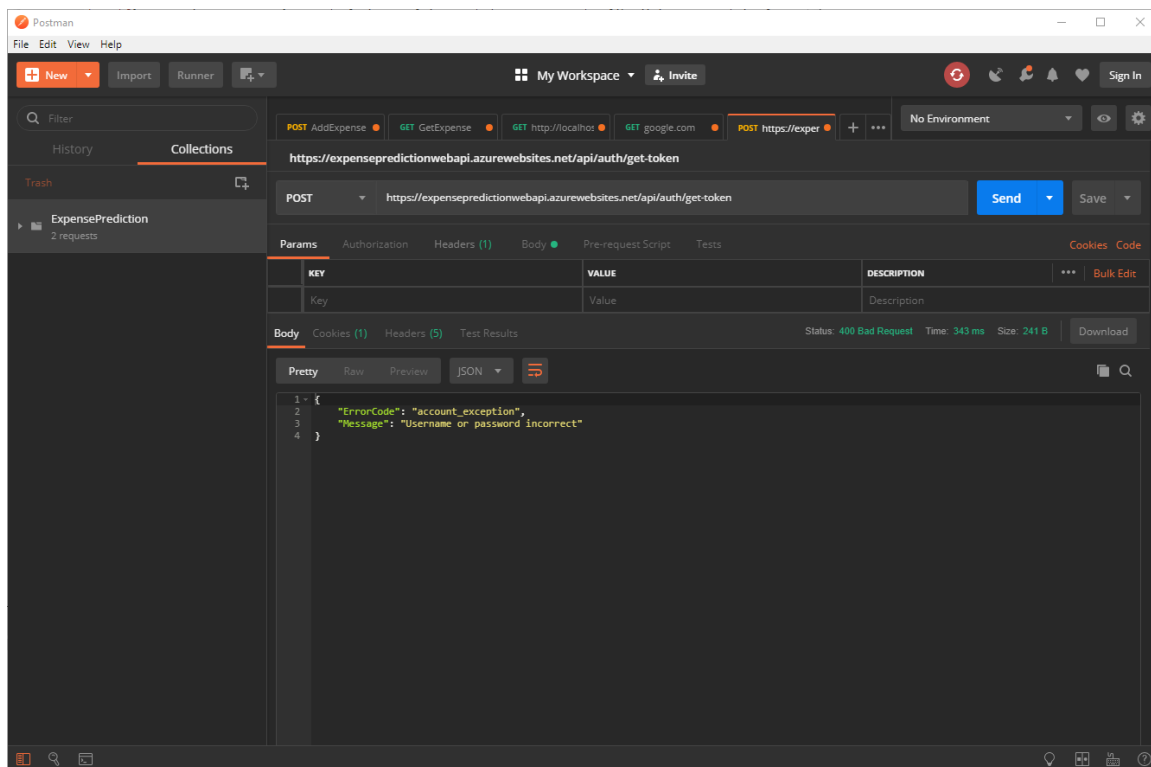 Postman
File Edit View Help
New Import Runner My Workspace Invite Sign In
Filter
History Collections
Trash
ExpensePrediction
2 requests
POST AddExpense GET GetExpense GET http://localhos GET google.com POST https://exper ••• No Environment
https://expensepredictionwebapi.azurewebsites.net/api/auth/get-token
POST https://expensepredictionwebapi.azurewebsites.net/api/auth/get-token Send Save
Params Authorization Headers (1) Body Pre-request Script Tests Cookies Code
KEY VALUE DESCRIPTION ••• Bulk Edit
Key Value Description
Body Cookies (1) Headers (5) Test Results Status: 400 Bad Request Time: 343 ms Size: 241 B Download
Pretty Raw Preview JSON
1 {
2 "ErrorCode": "account_exception",
3 "Message": "Username or password incorrect"
4 }